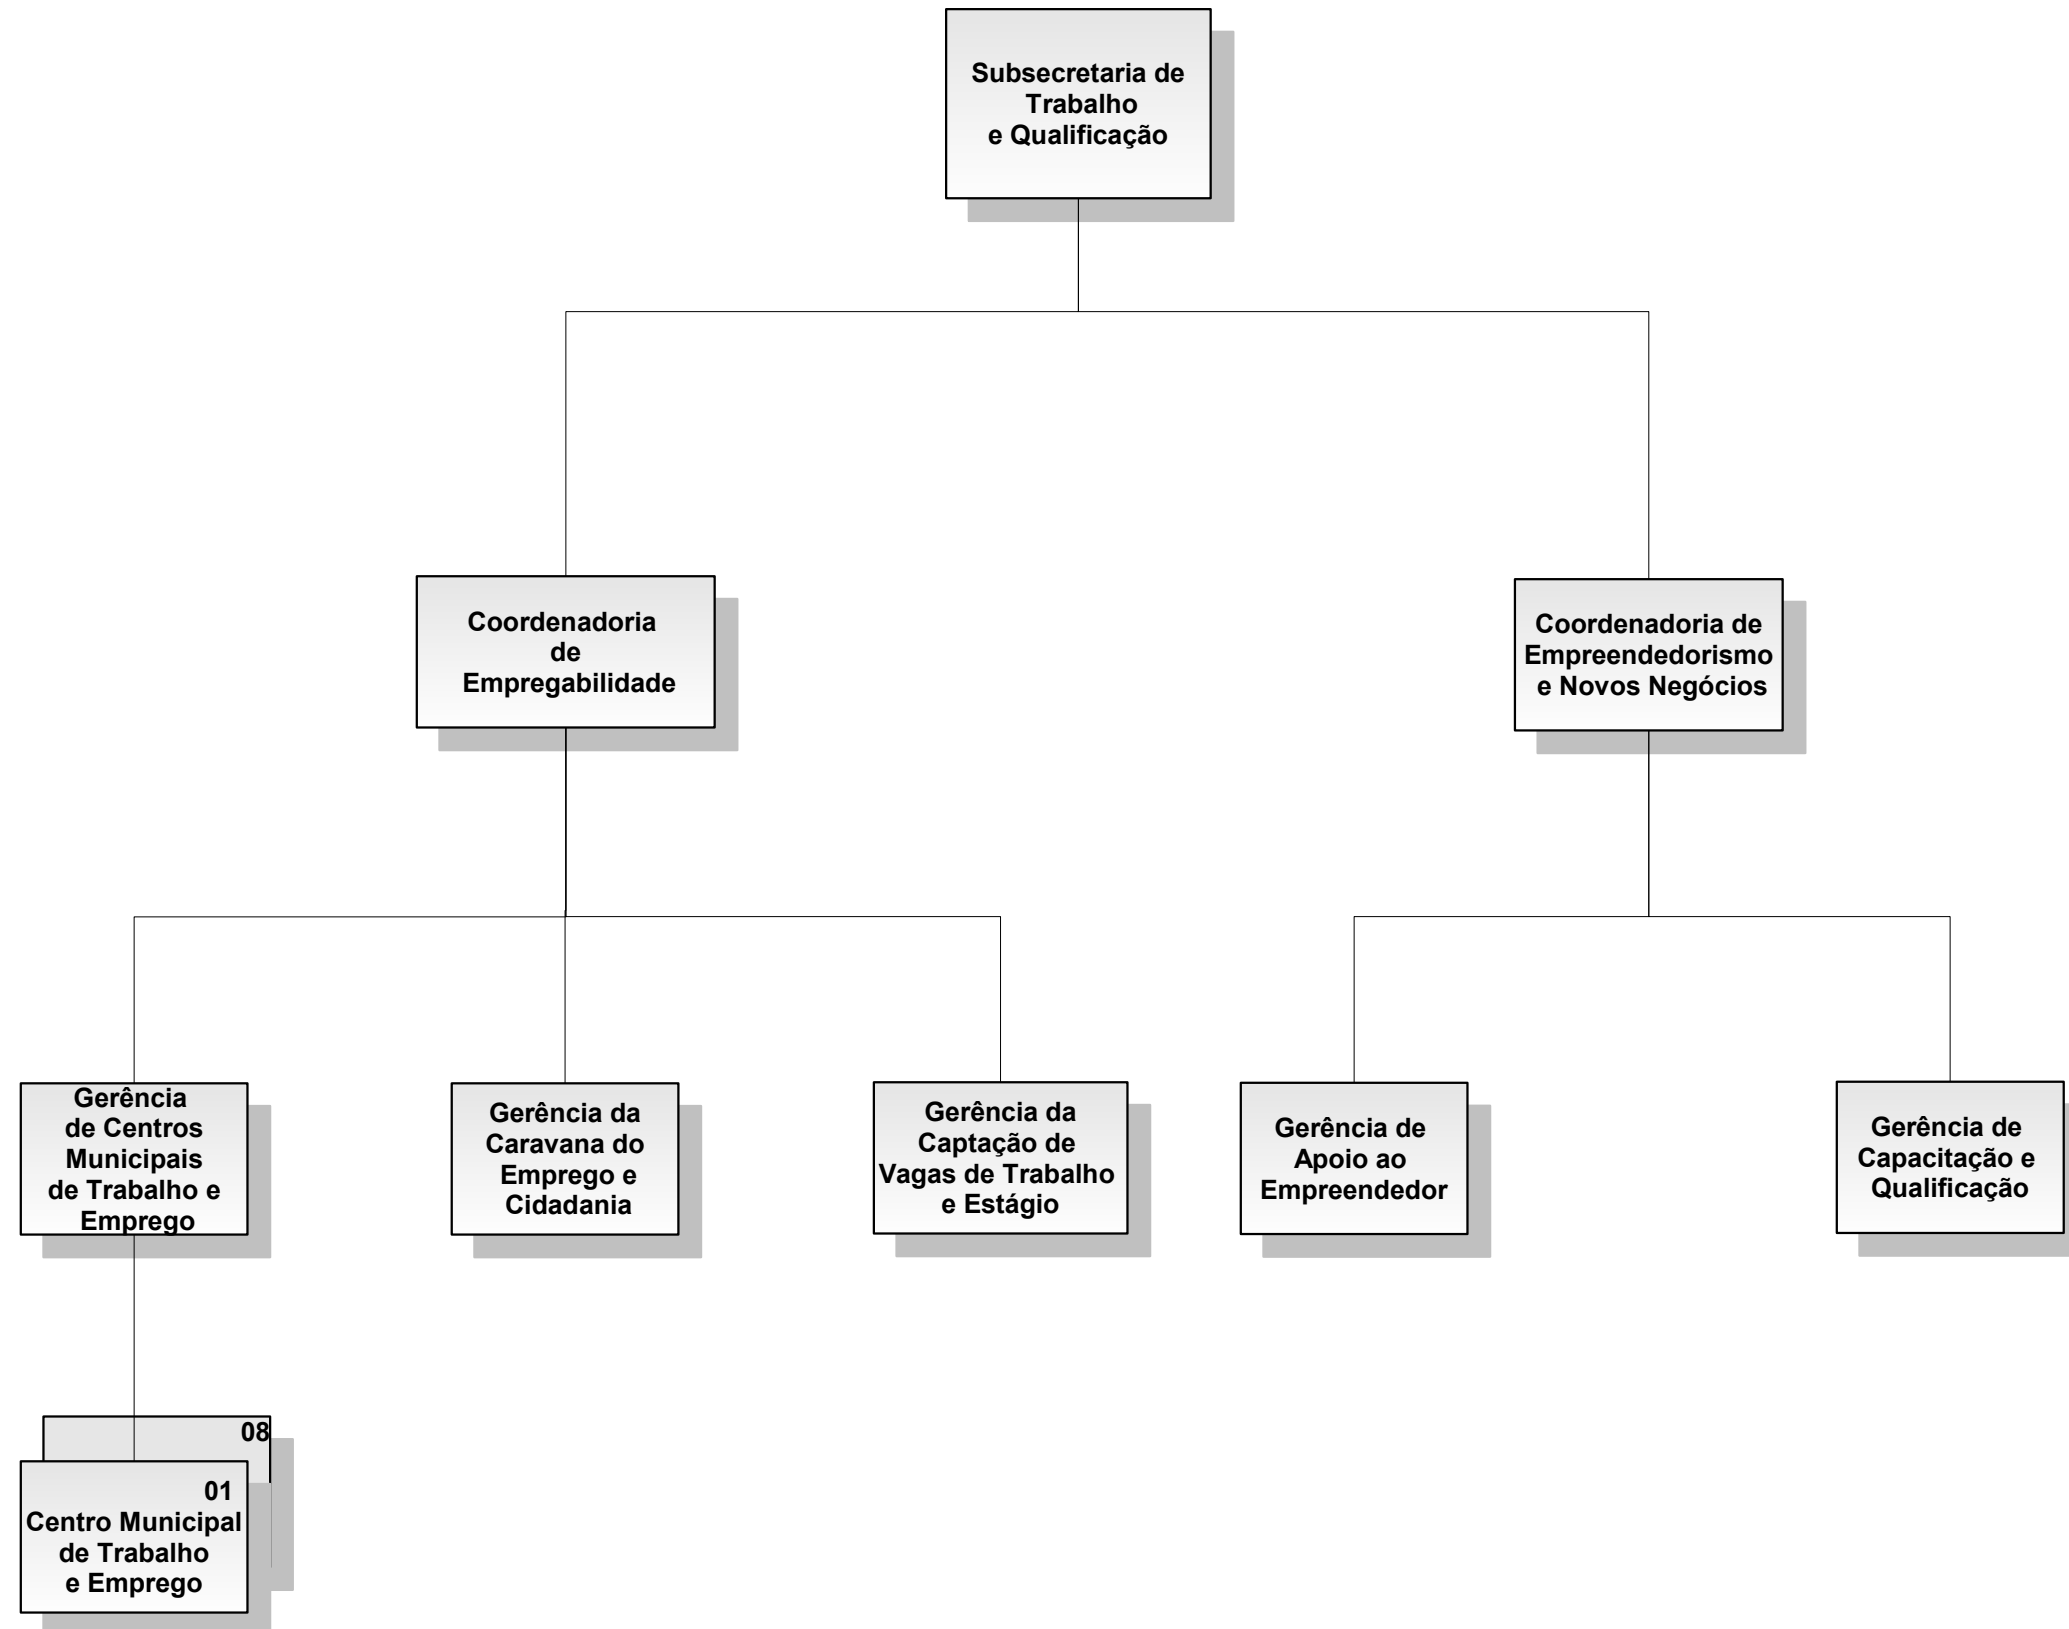 Subsecretaria de
Trabalho
e Qualificação
Coordenadoria
de
Empregabilidade
Coordenadoria de
Empreendedorismo
e Novos Negócios
Gerência
de Centros
Municipais
de Trabalho e
Emprego
Gerência da
Caravana do
Emprego e
Cidadania
Gerência da
Captação de
Vagas de Trabalho
e Estágio
Gerência de
Apoio ao
Empreendedor
Gerência de
Capacitação e
Qualificação
08
01
Centro Municipal
de Trabalho
e Emprego